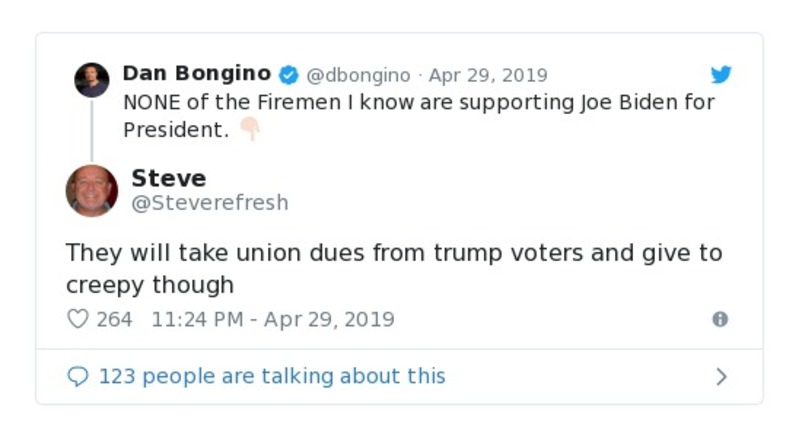 Dan Bongino @dbongino · Apr 29, 2019
NONE of the Firemen I know are supporting Joe Biden for
President. 👇🏻
Steve
@Steverefresh
They will take union dues from trump voters and give to
creepy though
264 11:24 PM - Apr 29, 2019
123 people are talking about this